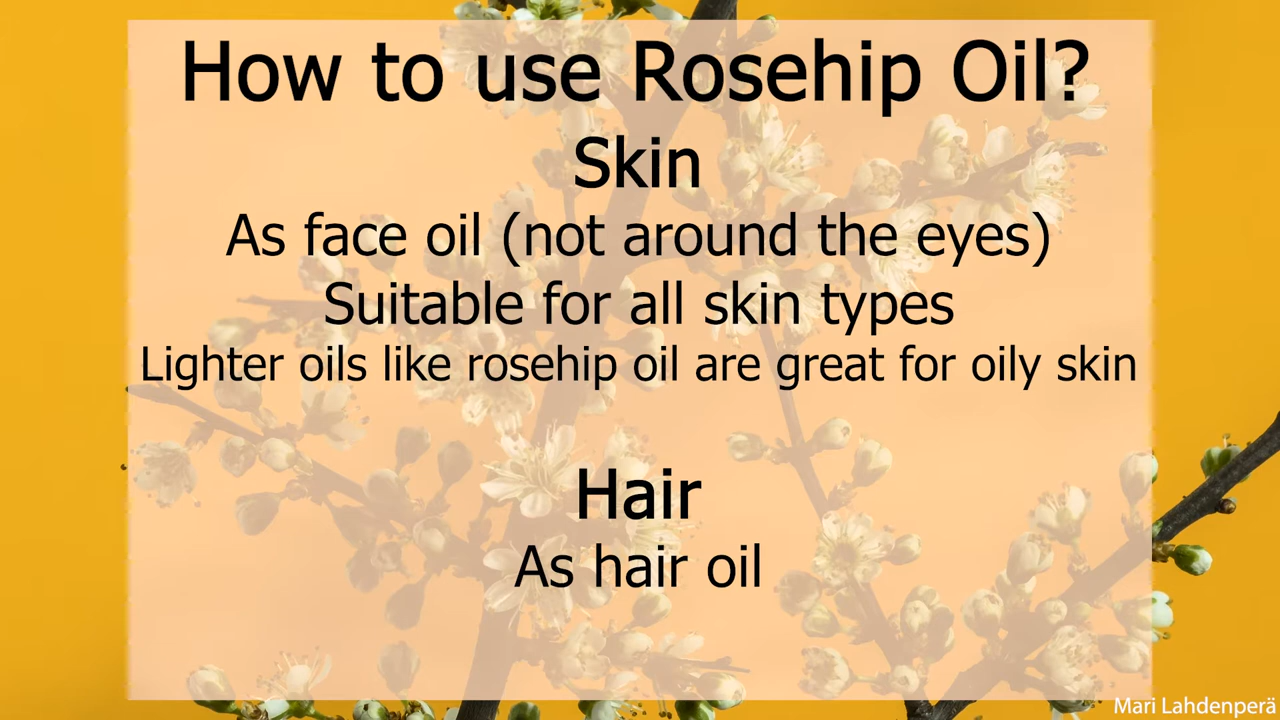 How to use Rosehip Oil?
Skin
As face oil (not around the eyes)
Suitable for all skin types
Lighter oils like rosehip oil are great for oily skin
Hair
As hair oil
Mari Lahdenperä